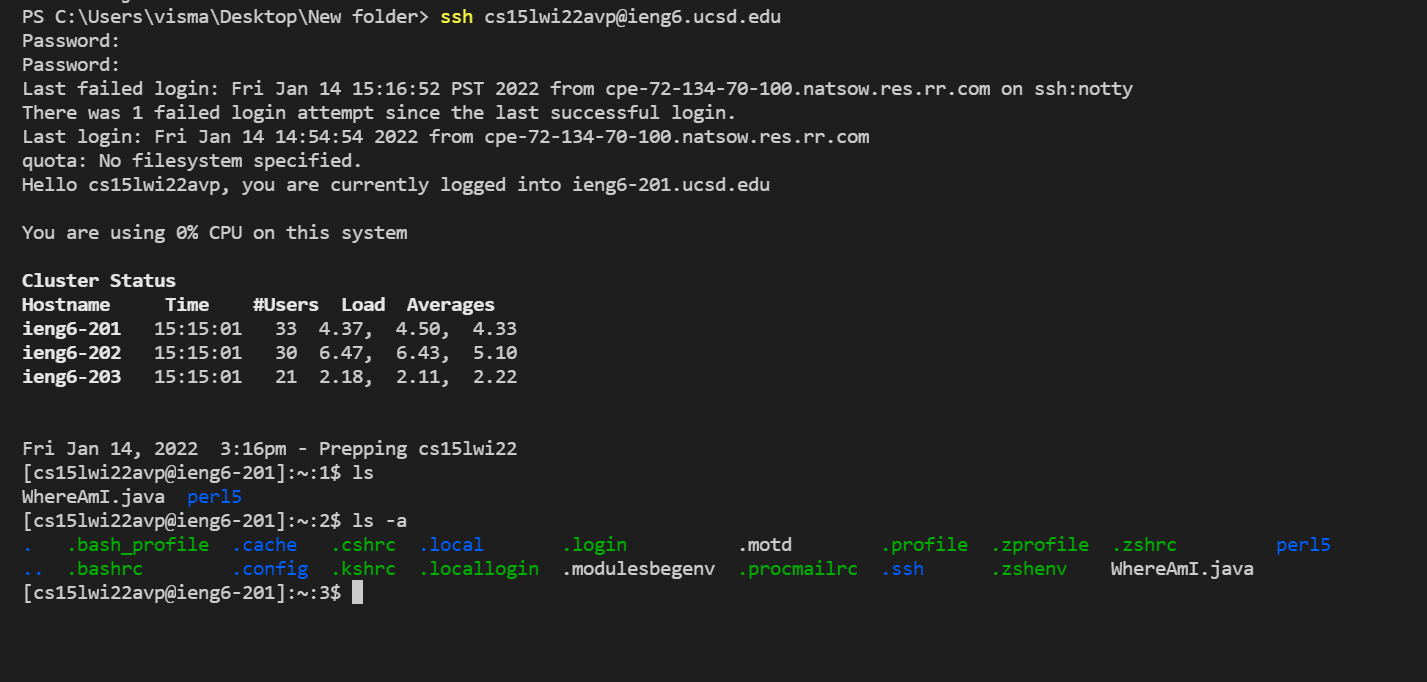 PS C:\Users\visma\Desktop\New folder> ssh cs15lwi22avp@ieng6.ucsd.edu
Password:
Password:
Last failed login: Fri Jan 14 15:16:52 PST 2022 from cpe-72-134-70-100.natsow.res.rr.com on ssh:notty
There was 1 failed login attempt since the last successful login.
Last login: Fri Jan 14 14:54:54 2022 from cpe-72-134-70-100.natsow.res.rr.com
quota: No filesystem specified.
Hello cs15lwi22avp, you are currently logged into ieng6-201.ucsd.edu
You are using 0% CPU on this system
Cluster Status
Hostname     Time    #Users  Load  Averages
ieng6-201   15:15:01   33  4.37,  4.50,  4.33
ieng6-202   15:15:01   30  6.47,  6.43,  5.10
ieng6-203   15:15:01   21  2.18,  2.11,  2.22
Fri Jan 14, 2022  3:16pm - Prepping cs15lwi22
[cs15lwi22avp@ieng6-201]:~:1$ ls
WhereAmI.java  perl5
[cs15lwi22avp@ieng6-201]:~:2$ ls -a
.   .bash_profile  .cache   .cshrc  .local       .login           .motd        .profile  .zprofile  .zshrc         perl5
..  .bashrc        .config  .kshrc  .locallogin  .modulesbegenv  .procmailrc  .ssh      .zshenv    WhereAmI.java
[cs15lwi22avp@ieng6-201]:~:3$